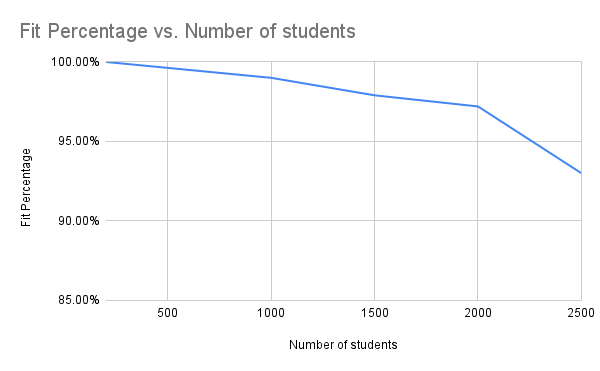 Fit Percentage vs. Number of students
100.00%
95.00%
90.00%
85.00%
Fit Percentage
500 1000 1500 2000 2500
Number of students